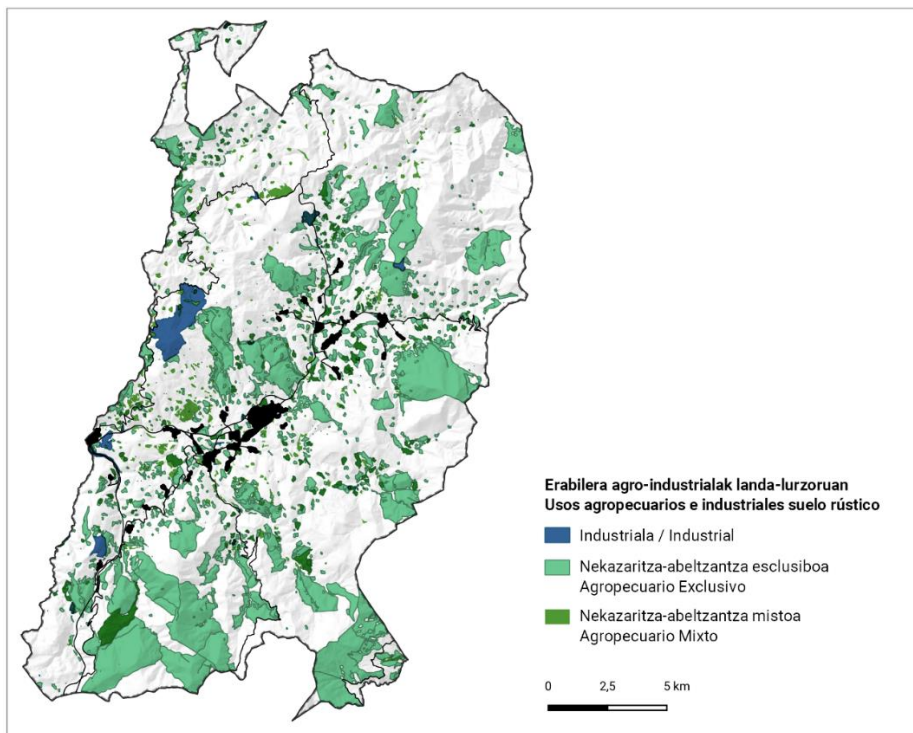 Erabilera agro-industrialak landa-lurzoruan
Usos agropecuarios e industriales suelo rústico
Industriala / Industrial
Nekazaritza-abeltzantza esclusiboa
Agropecuario Exclusivo
Nekazaritza-abeltzantza mistoa
Agropecuario Mixto
0 2,5 5 km